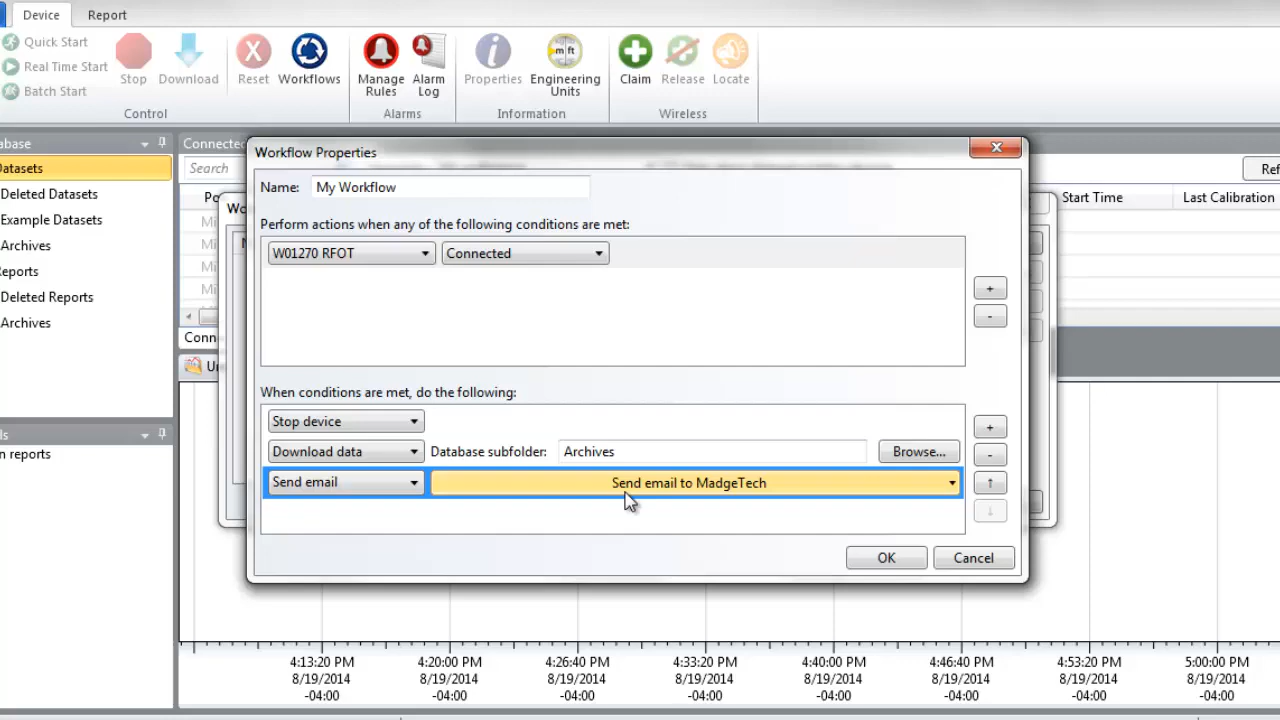 Device Report
Quick Start
Real Time Start
Batch Start
Stop Download
Control
Reset Workflows
Manage Rules
Alarm Log
Alarms
Properties
m ft
Engineering Units
Information
Claim Release Locate
Wireless
Datasets
Deleted Datasets
Example Datasets
Archives
Deleted Reports
Archives
Search
Start Time Last Calibration
Workflow Properties
Name: My Workflow
Perform actions when any of the following conditions are met:
W01270 RFOT Connected
+
-
When conditions are met, do the following:
Stop device
Download data Database subfolder: Archives Browse...
Send email Send email to MadgeTech
+
-
↑
↓
OK Cancel
4:13:20 PM 4:20:00 PM 4:26:40 PM 4:33:20 PM 4:40:00 PM 4:46:40 PM 4:53:20 PM 5:00:00 PM
8/19/2014 8/19/2014 8/19/2014 8/19/2014 8/19/2014 8/19/2014 8/19/2014 8/19/2014
-04:00 -04:00 -04:00 -04:00 -04:00 -04:00 -04:00 -04:00